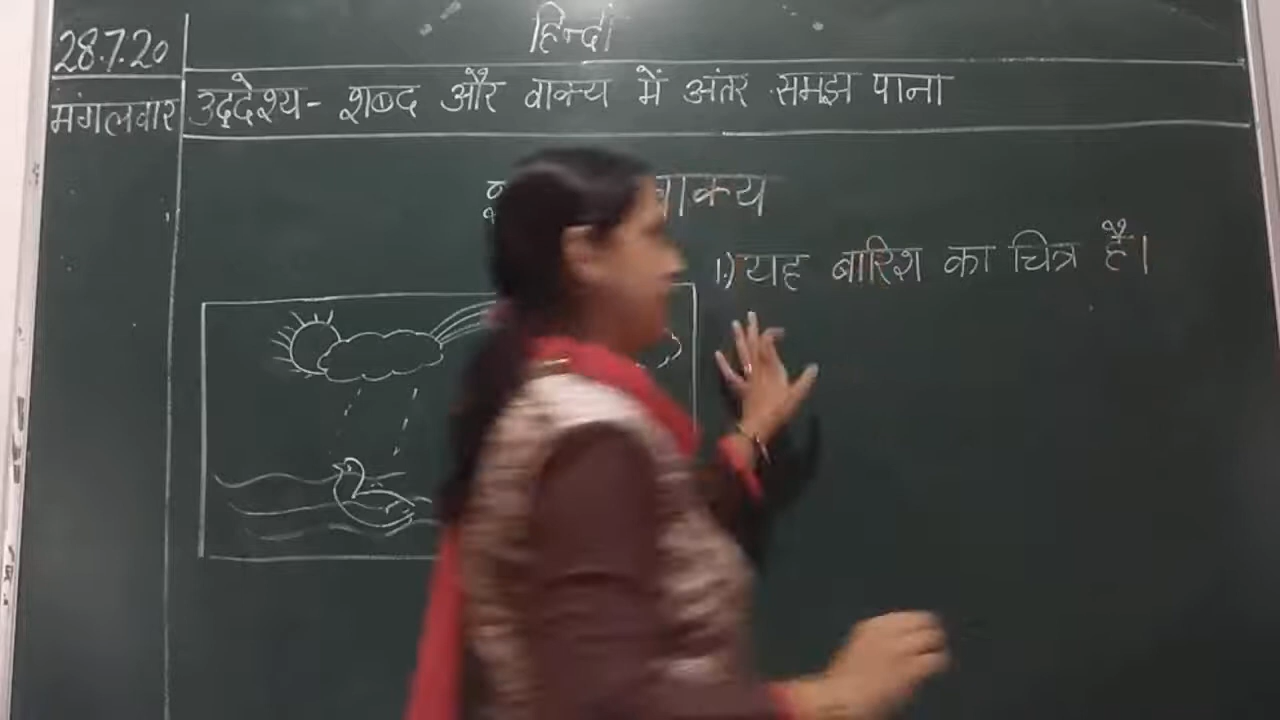 हिन्दी
28.7.20
मंगलवार
उद्देश्य- शब्द और वाक्य में अंतर समझ पाना
वाक्य
1.) यह बारिश का चित्र है।